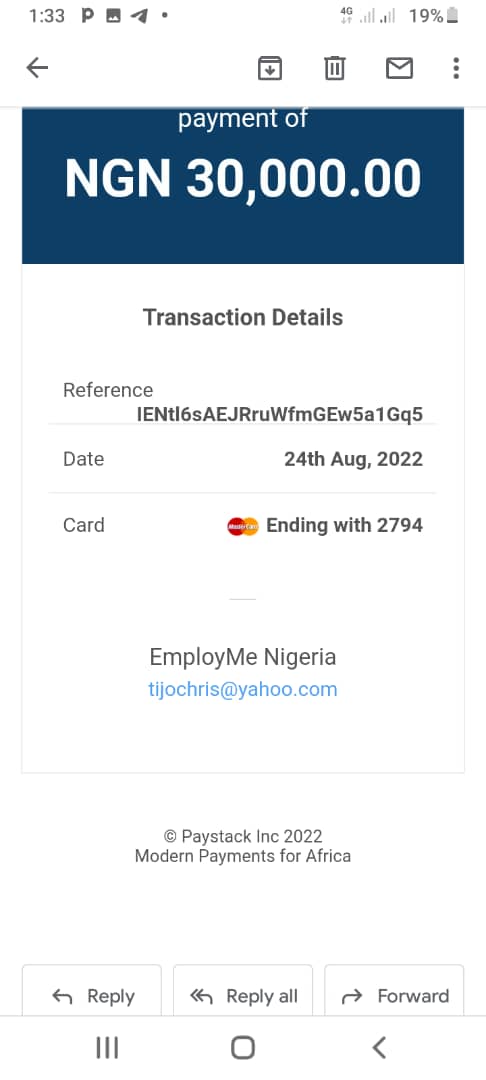 1:33 4G 19%
payment of
NGN 30,000.00
Transaction Details
Reference
IENtl6sAEJRruWfmGEw5a1Gq5
Date 24th Aug, 2022
Card MasterCard Ending with 2794
EmployMe Nigeria
tijochris@yahoo.com
© Paystack Inc 2022
Modern Payments for Africa
Reply Reply all Forward